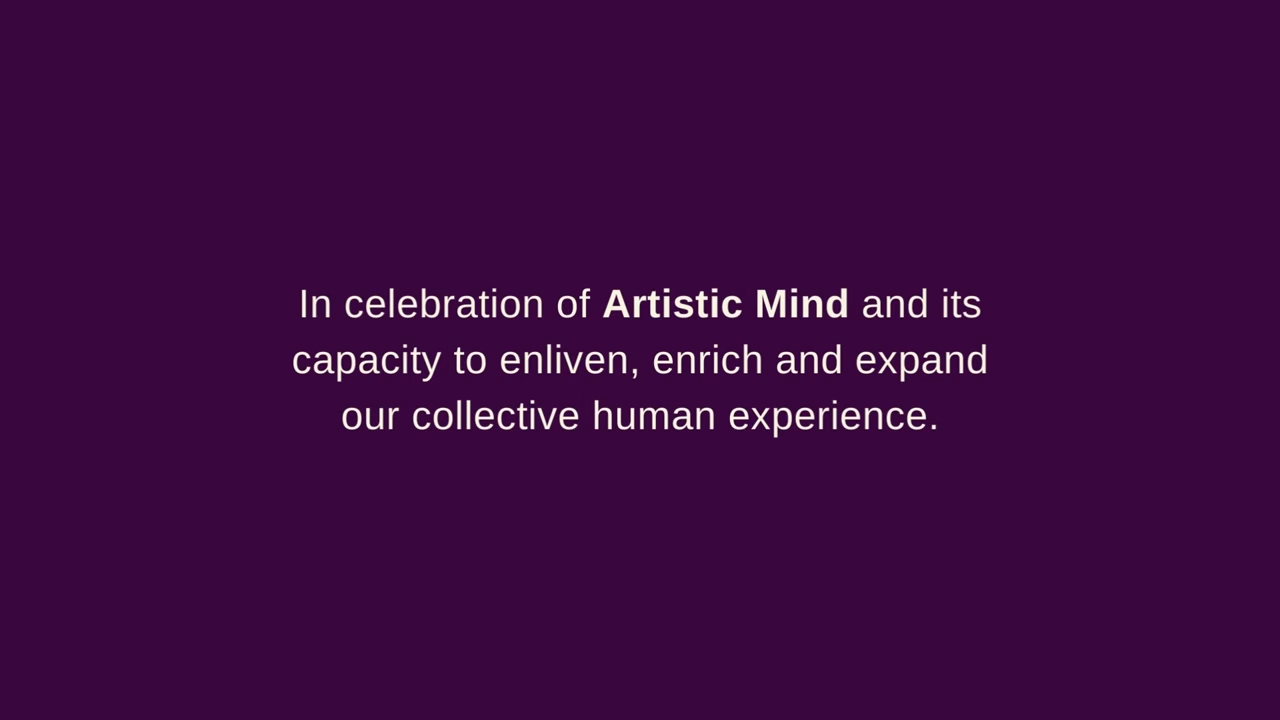 In celebration of Artistic Mind and its
capacity to enliven, enrich and expand
our collective human experience.